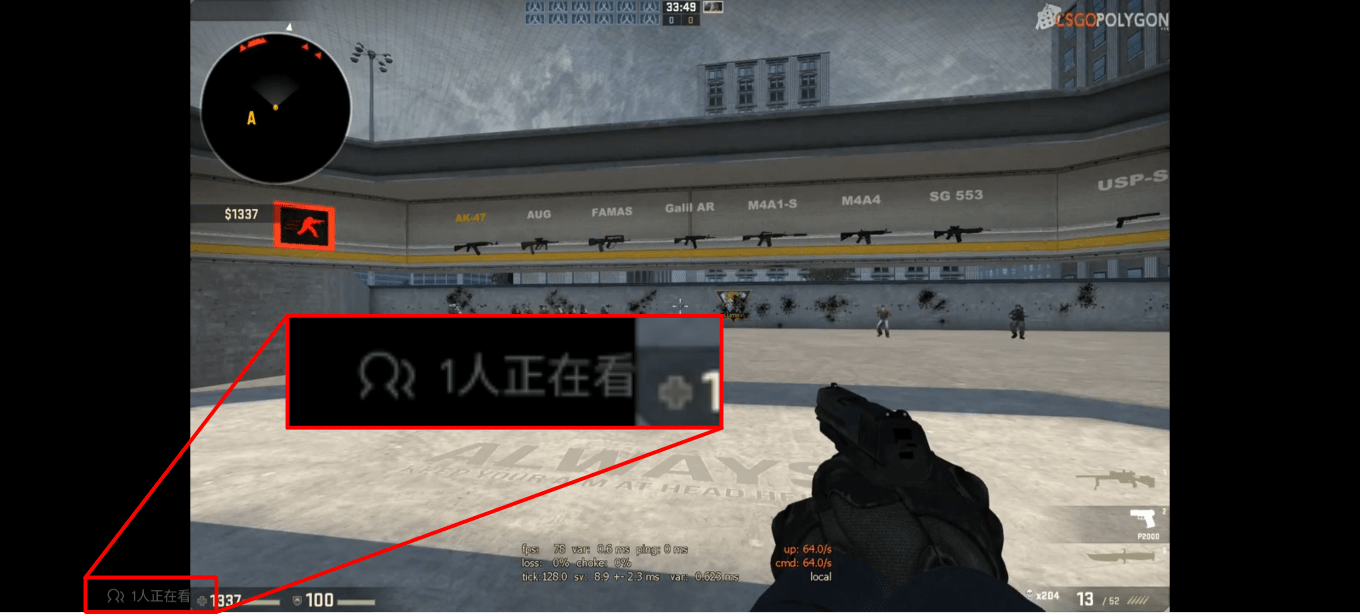 33:49
0 0
CSGOPOLYGON
A
$1337
AK-47 AUG FAMAS Galil AR M4A1-S M4A4 SG 553 USP-S
1人正在看
1
ALWAYS
KEEP YOUR AIM AT HEAD HE
fps: 78 var: 0.6 ms ping: 0 ms
loss: 0% choke: 0%
tick:128.0 sv: 8.9 +- 2.3 ms var: 0.623 ms
up: 64.0/s
cmd: 64.0/s
local
2
P2000
1人正在看
1337
100
x204
13 / 52